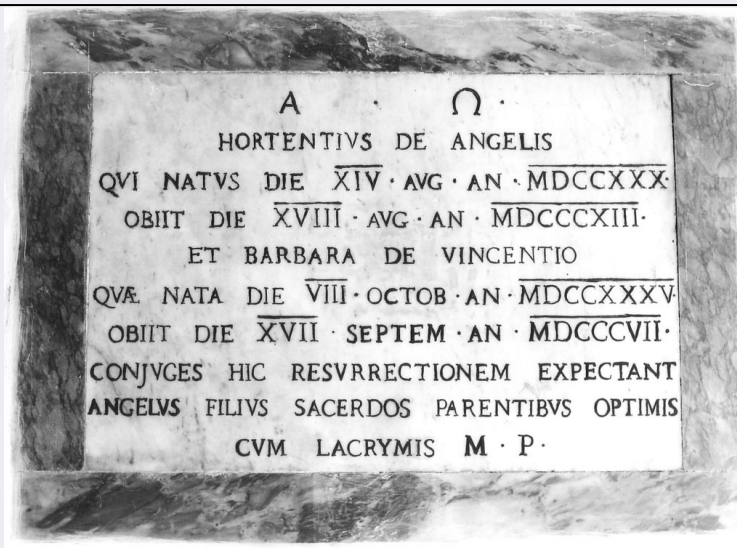 A · Ω ·
HORTENTIVS DE ANGELIS
QVI NATVS DIE XIV · AVG · AN · MDCCXXX ·
OBIIT DIE XVIII · AVG · AN · MDCCCXIII ·
ET BARBARA DE VINCENTIO
QVÆ NATA DIE VIII · OCTOB · AN · MDCCXXXV ·
OBIIT DIE XVII · SEPTEM · AN · MDCCCVII ·
CONJVGES HIC RESVRRECTIONEM EXPECTANT
ANGELVS FILIVS SACERDOS PARENTIBVS OPTIMIS
CVM LACRYMIS M · P ·